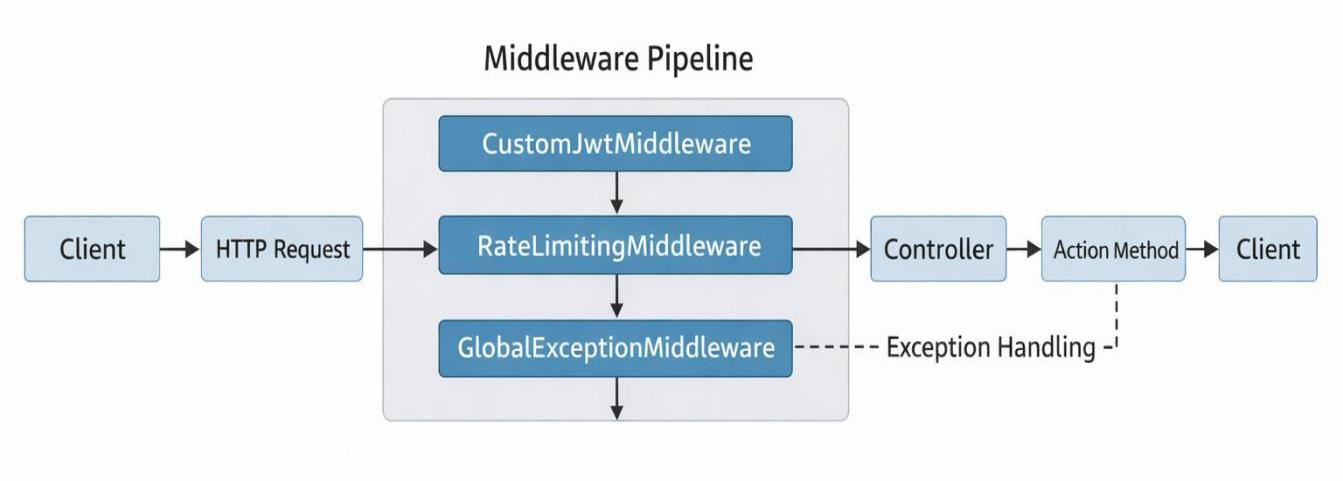 Middleware Pipeline
CustomJwtMiddleware
Client
HTTP Request
RateLimitingMiddleware
Controller
Action Method
Client
GlobalExceptionMiddleware
Exception Handling